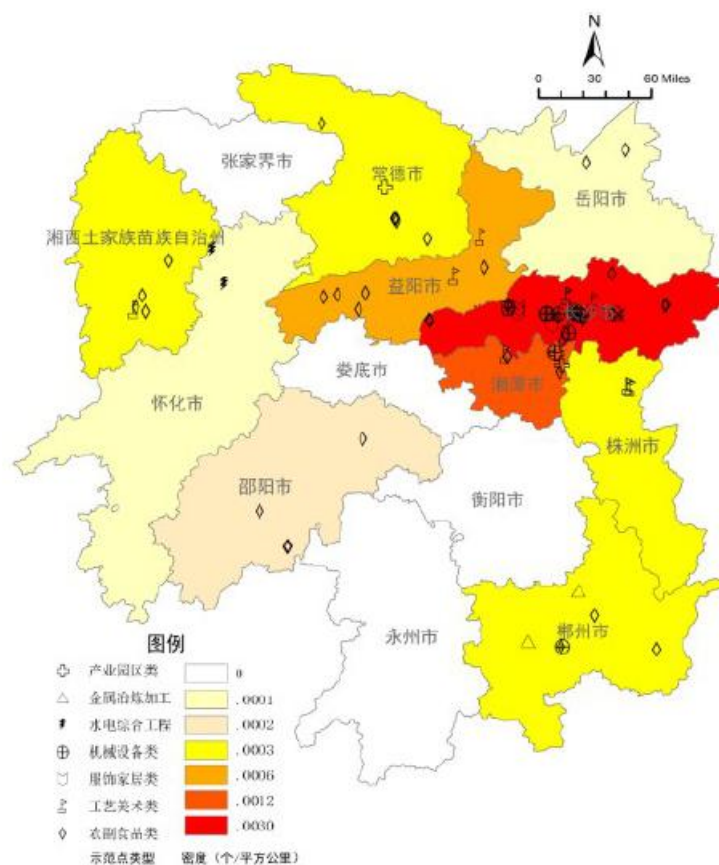 N
0 30 60 Miles
张家界市
常德市
岳阳市
湘西土家族苗族自治州
益阳市
长沙市
娄底市
湘潭市
怀化市
株洲市
邵阳市
衡阳市
永州市
郴州市
图例
产业园区类 0
金属冶炼加工 .0001
水电综合工程 .0002
机械设备类 .0003
服饰家居类 .0006
工艺美术类 .0012
农副食品类 .0030
示范点类型 密度（个/平方公里）